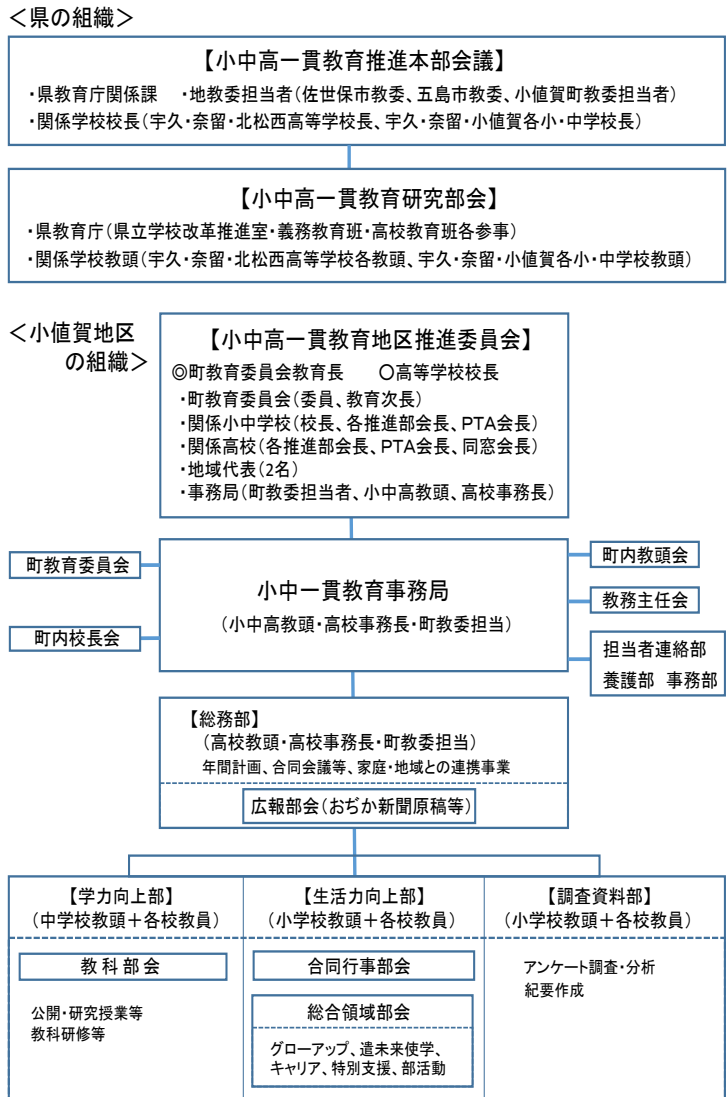 ＜県の組織＞
【小中高一貫教育推進本部会議】
・県教育庁関係課　・地教委担当者（佐世保市教委、五島市教委、小値賀町教委担当者）
・関係学校校長（宇久・奈留・北松西高等学校長、宇久・奈留・小値賀各小・中学校長）
【小中高一貫教育研究部会】
・県教育庁（県立学校改革推進室・義務教育班・高校教育班各参事）
・関係学校教頭（宇久・奈留・北松西高等学校各教頭、宇久・奈留・小値賀各小・中学校教頭）
＜小値賀地区
の組織＞
【小中高一貫教育地区推進委員会】
◎町教育委員会教育長　〇高等学校校長
・町教育委員会（委員、教育次長）
・関係小中学校（校長、各推進部会長、PTA会長）
・関係高校（各推進部会長、PTA会長、同窓会長）
・地域代表（2名）
・事務局（町教委担当者、小中高教頭、高校事務長）
町教育委員会
町内校長会
小中一貫教育事務局
（小中高教頭・高校事務長・町教委担当）
町内教頭会
教務主任会
担当者連絡部
養護部　事務部
【総務部】
（高校教頭・高校事務長・町教委担当）
年間計画、合同会議等、家庭・地域との連携事業
広報部会（おぢか新聞原稿等）
【学力向上部】
（中学校教頭＋各校教員）
教科部会
公開・研究授業等
教科研修等
【生活力向上部】
（小学校教頭＋各校教員）
合同行事部会
総合領域部会
グローアップ、遣未来使学、
キャリア、特別支援、部活動
【調査資料部】
（小学校教頭＋各校教員）
アンケート調査・分析
紀要作成